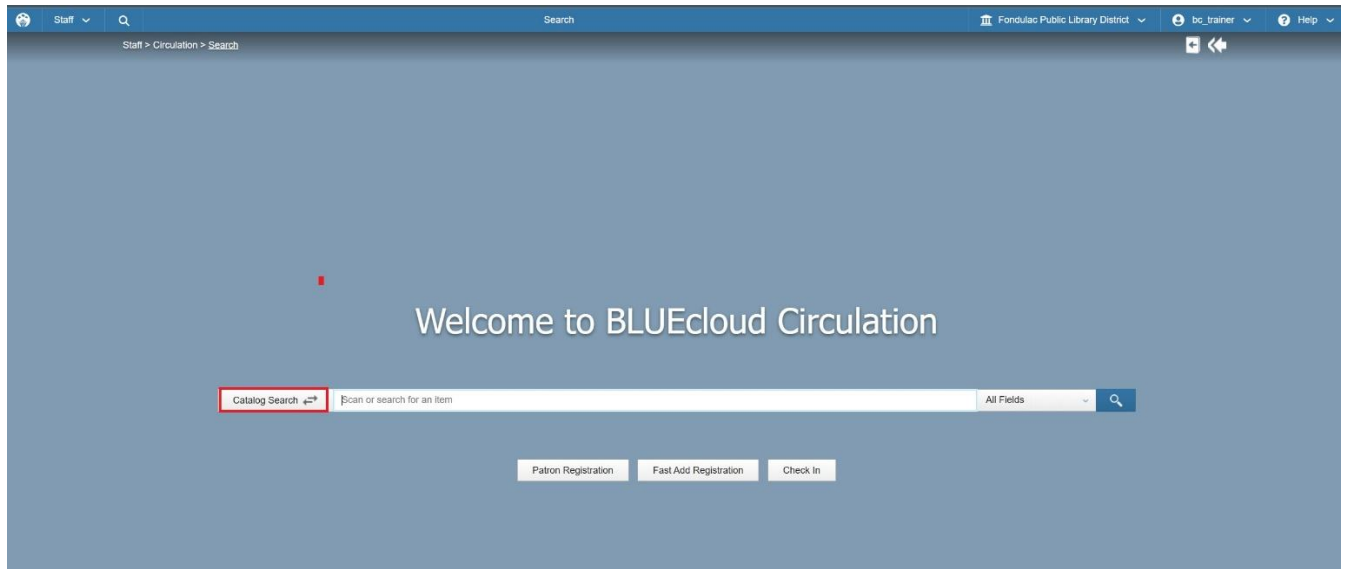 Staff Search Fondulac Public Library District bc_trainer Help
Staff > Circulation > Search
Welcome to BLUEcloud Circulation
Catalog Search Scan or search for an item All Fields
Patron Registration Fast Add Registration Check In